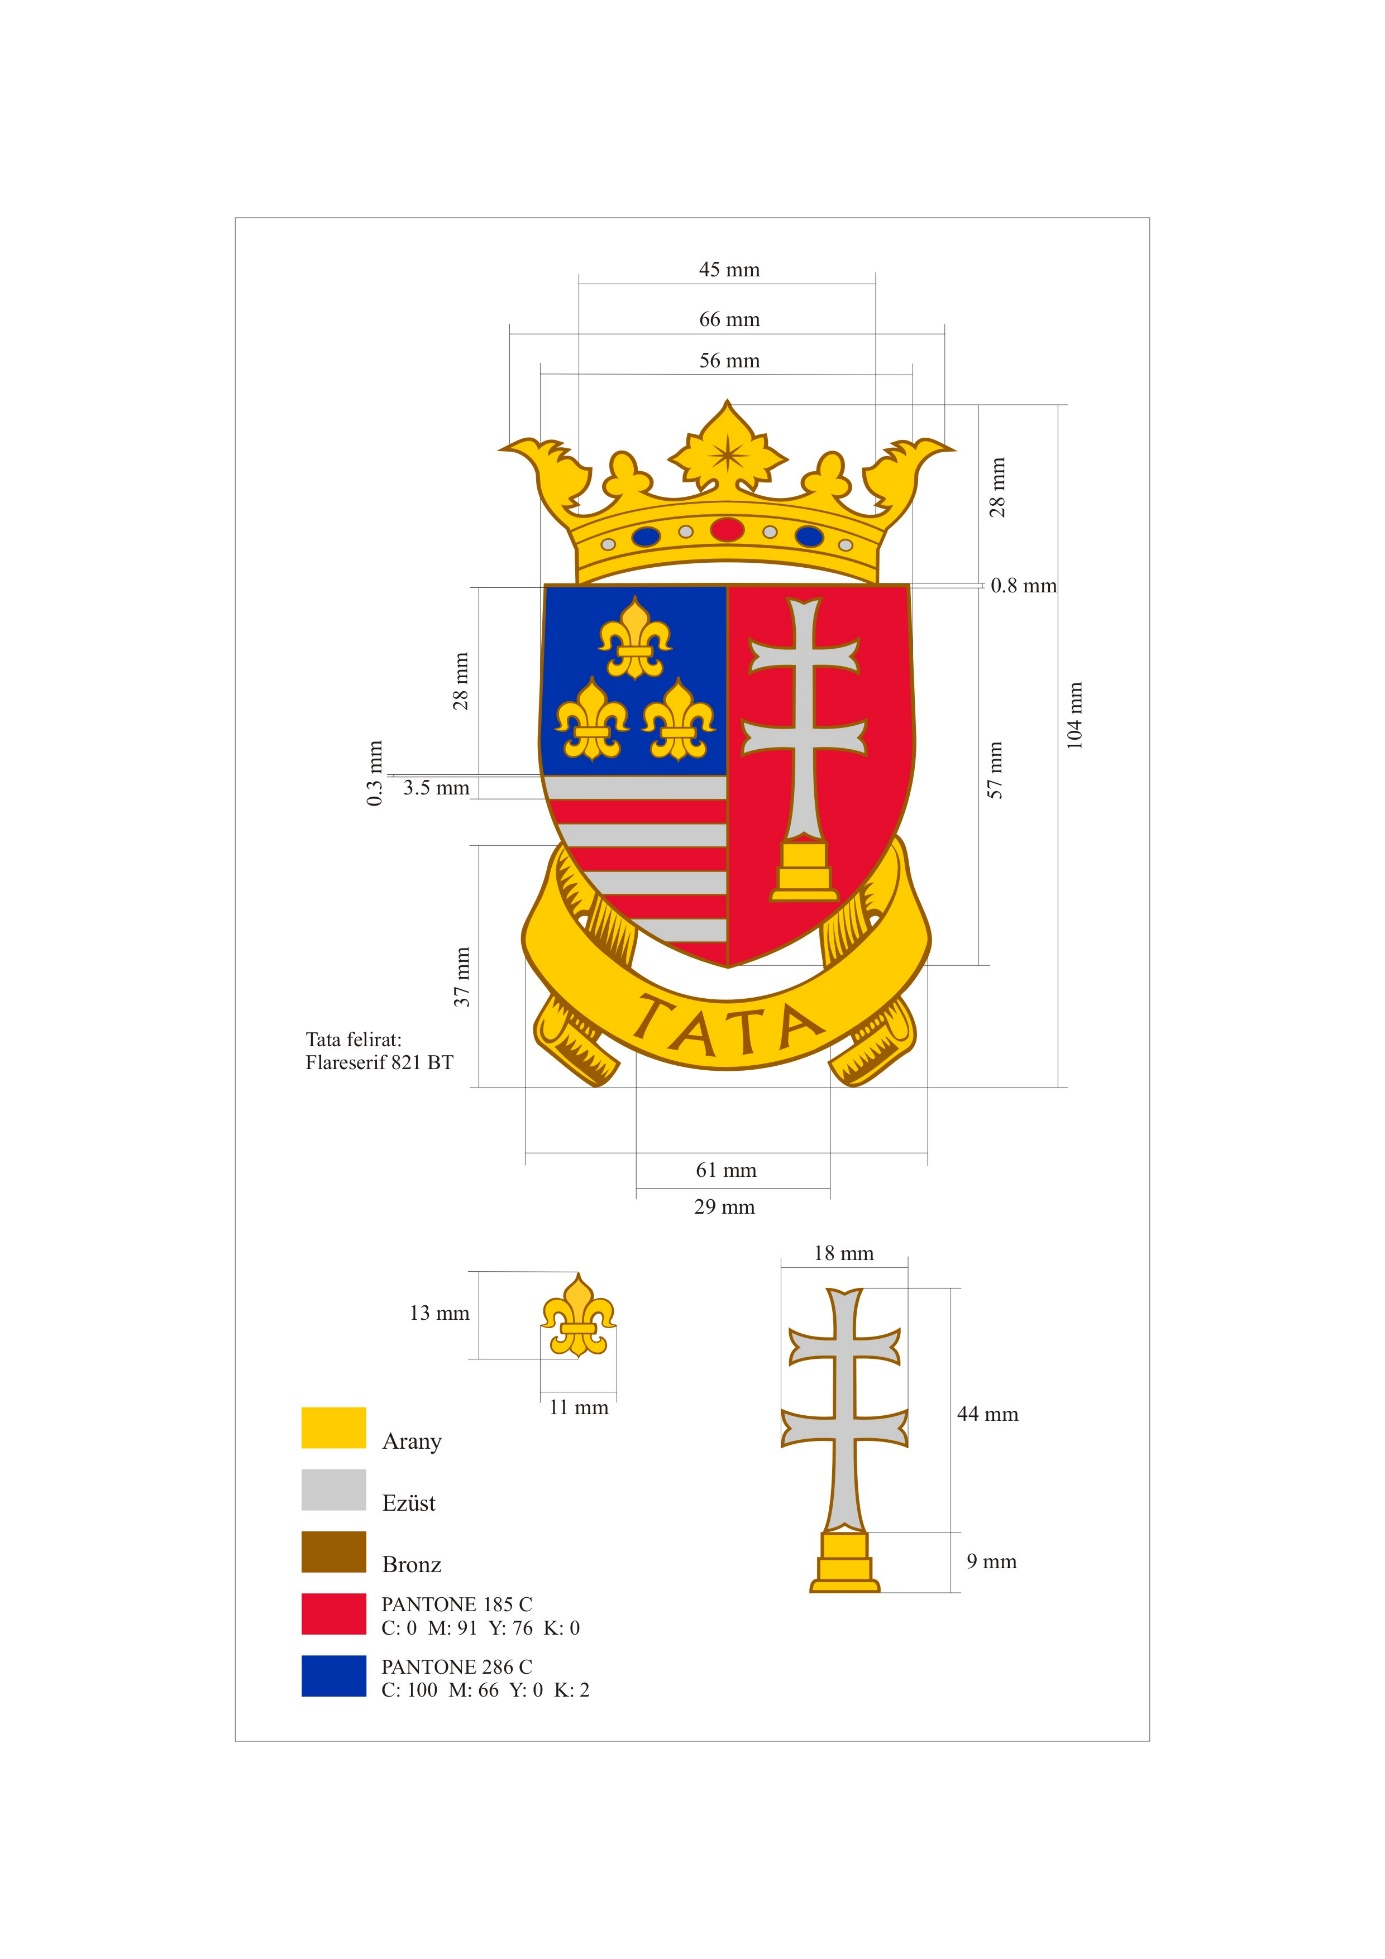 45 mm
66 mm
56 mm
28 mm
0.8 mm
28 mm
104 mm
0.3 mm
3.5 mm
57 mm
37 mm
TATA
Tata felirat:
Flareserif 821 BT
61 mm
29 mm
18 mm
13 mm
11 mm
44 mm
9 mm
Arany
Ezüst
Bronz
PANTONE 185 C
C: 0 M: 91 Y: 76 K: 0
PANTONE 286 C
C: 100 M: 66 Y: 0 K: 2